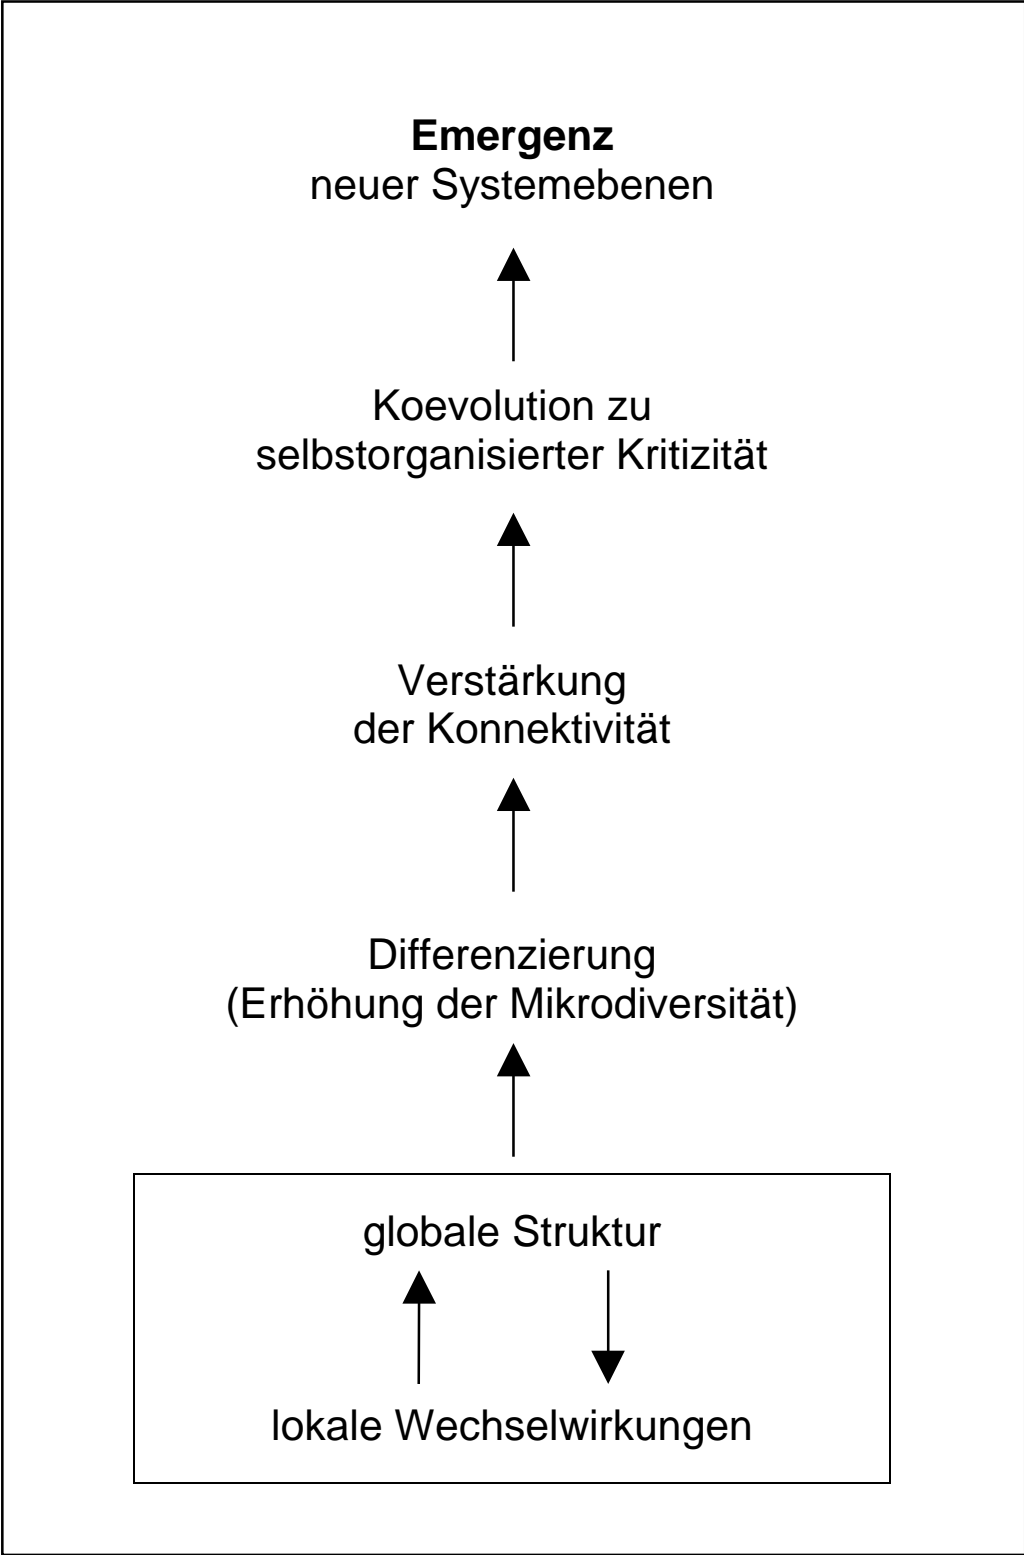 Emergenz
neuer Systemebenen
Koevolution zu
selbstorganisierter Kritizität
Verstärkung
der Konnektivität
Differenzierung
(Erhöhung der Mikrodiversität)
globale Struktur
lokale Wechselwirkungen